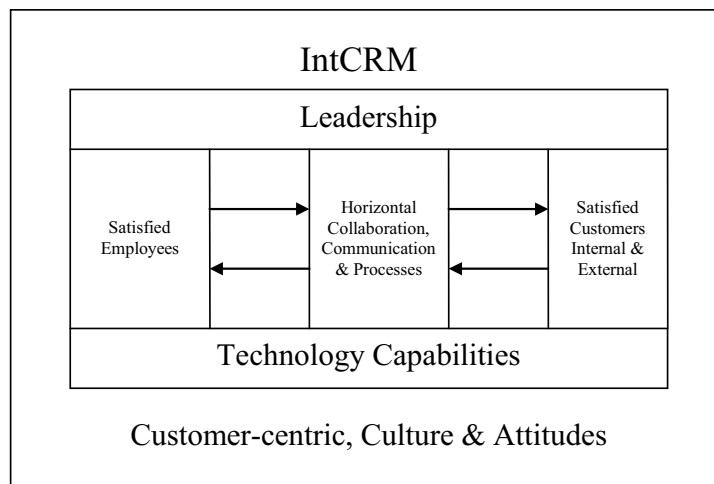 IntCRM
Leadership
Satisfied
Employees
Horizontal
Collaboration,
Communication
& Processes
Satisfied
Customers
Internal &
External
Technology Capabilities
Customer-centric, Culture & Attitudes